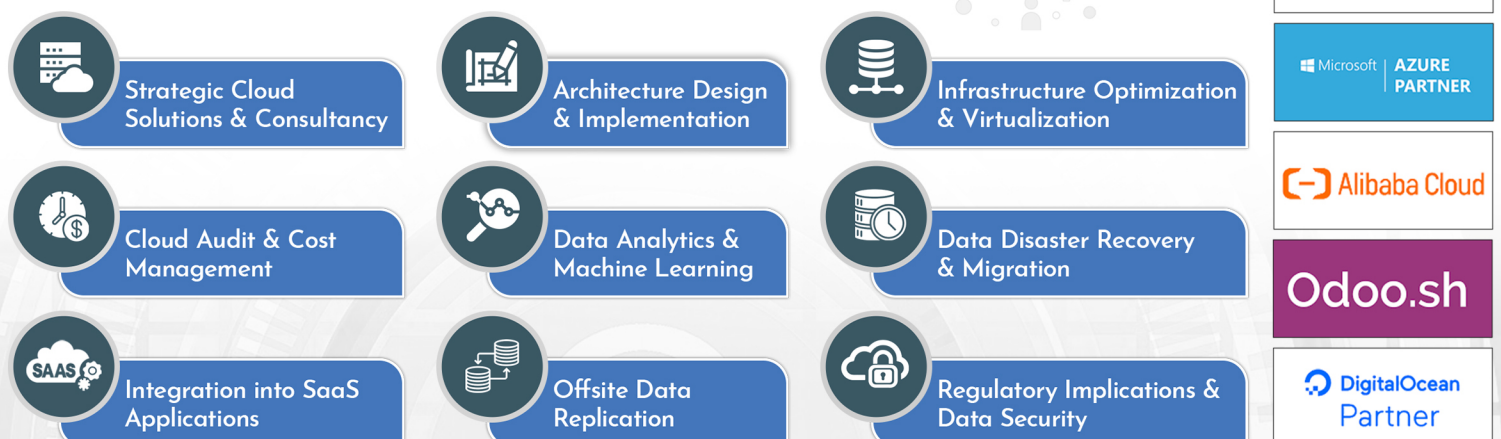 Strategic Cloud
Solutions & Consultancy
Architecture Design
& Implementation
Infrastructure Optimization
& Virtualization
Cloud Audit & Cost
Management
$
Data Analytics &
Machine Learning
Data Disaster Recovery
& Migration
SAAS
Integration into SaaS
Applications
Offsite Data
Replication
Regulatory Implications &
Data Security
Microsoft
AZURE
PARTNER
Alibaba Cloud
Odoo.sh
DigitalOcean
Partner